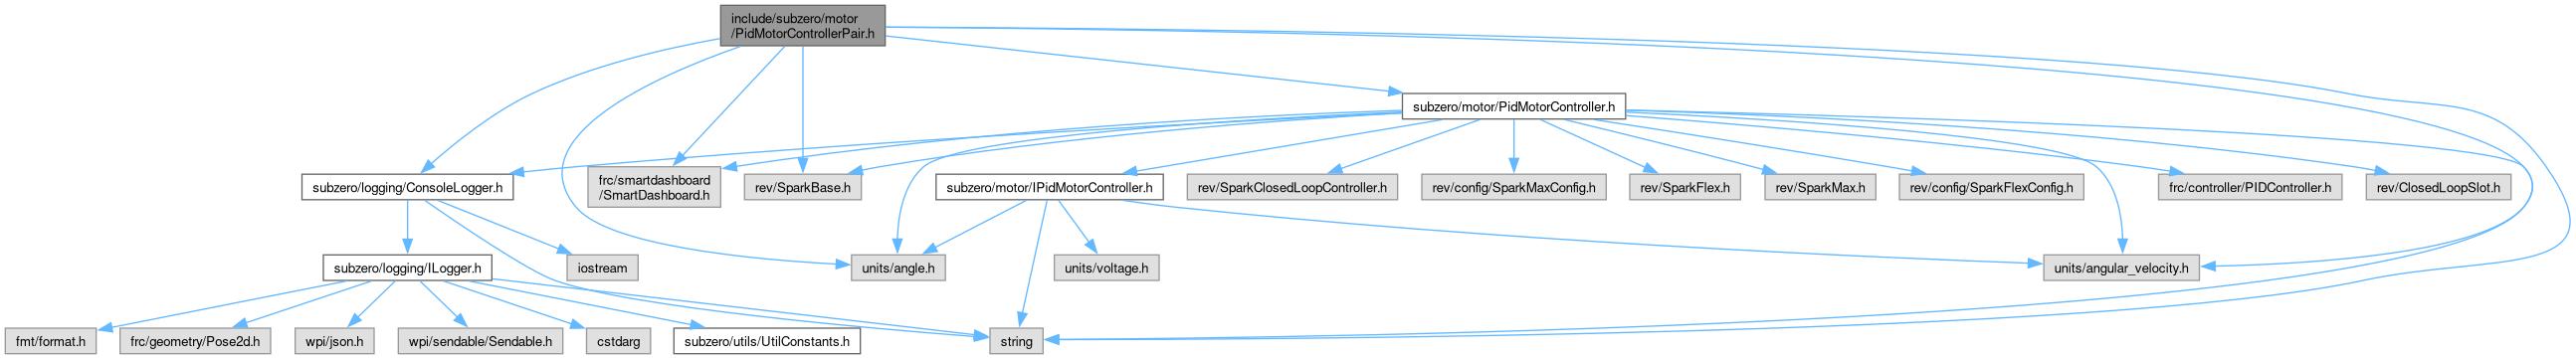 include/subzero/motor
/PidMotorControllerPair.h
subzero/motor/PidMotorController.h
subzero/logging/ConsoleLogger.h
frc/smartdashboard
/SmartDashboard.h
rev/SparkBase.h
subzero/motor/IPidMotorController.h
rev/SparkClosedLoopController.h
rev/config/SparkMaxConfig.h
rev/SparkFlex.h
rev/SparkMax.h
rev/config/SparkFlexConfig.h
frc/controller/PIDController.h
rev/ClosedLoopSlot.h
subzero/logging/ILogger.h
iostream
units/angle.h
units/voltage.h
units/angular_velocity.h
fmt/format.h
frc/geometry/Pose2d.h
wpi/json.h
wpi/sendable/Sendable.h
cstdarg
subzero/utils/UtilConstants.h
string